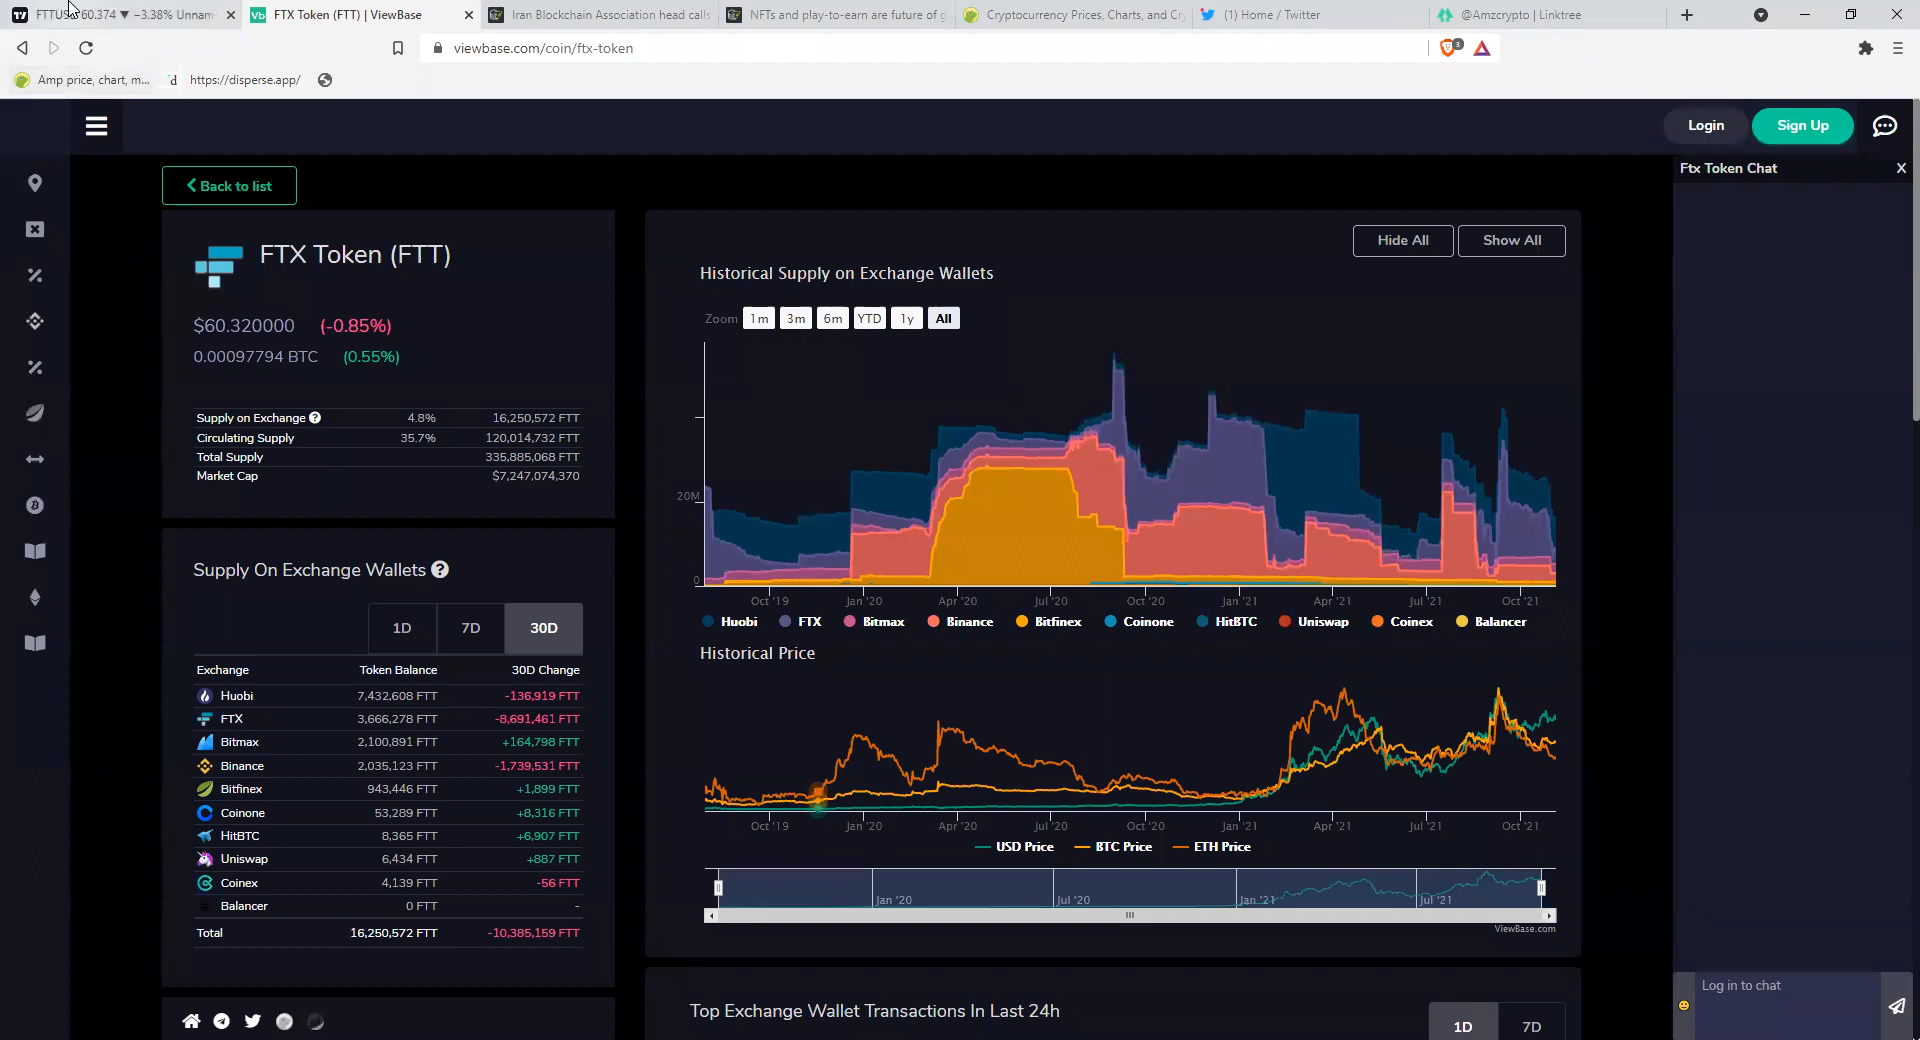 FTTUS 60.374 ▼ −3.38% Unnam
FTX Token (FTT) | ViewBase
Iran Blockchain Association head calls
NFTs and play-to-earn are future of g
Cryptocurrency Prices, Charts, and Cr
(1) Home / Twitter
@Amzcrypto | Linktree
viewbase.com/coin/ftx-token
3
Amp price, chart, m...
d https://disperse.app/
Login
Sign Up
Ftx Token Chat
X
Back to list
FTX Token (FTT)
$60.320000 (-0.85%)
0.00097794 BTC (0.55%)
Supply on Exchange ? 4.8% 16,250,572 FTT
Circulating Supply 35.7% 120,014,732 FTT
Total Supply 335,885,068 FTT
Market Cap $7,247,074,370
Supply On Exchange Wallets ?
1D 7D 30D
Exchange Token Balance 30D Change
Huobi 7,432,608 FTT -136,919 FTT
FTX 3,666,278 FTT -8,691,461 FTT
Bitmax 2,100,891 FTT +164,798 FTT
Binance 2,035,123 FTT -1,739,531 FTT
Bitfinex 943,446 FTT +1,899 FTT
Coinone 53,289 FTT +8,316 FTT
HitBTC 8,365 FTT +6,907 FTT
Uniswap 6,434 FTT +887 FTT
Coinex 4,139 FTT -56 FTT
Balancer 0 FTT -
Total 16,250,572 FTT -10,385,159 FTT
Hide All Show All
Historical Supply on Exchange Wallets
Zoom 1m 3m 6m YTD 1y All
20M
0
Oct '19 Jan '20 Apr '20 Jul '20 Oct '20 Jan '21 Apr '21 Jul '21 Oct '21
Huobi FTX Bitmax Binance Bitfinex Coinone HitBTC Uniswap Coinex Balancer
Historical Price
Oct '19 Jan '20 Apr '20 Jul '20 Oct '20 Jan '21 Apr '21 Jul '21 Oct '21
USD Price BTC Price ETH Price
Jan '20 Jul '20 Jan '21 Jul '21
ViewBase.com
Top Exchange Wallet Transactions In Last 24h
1D 7D
Log in to chat